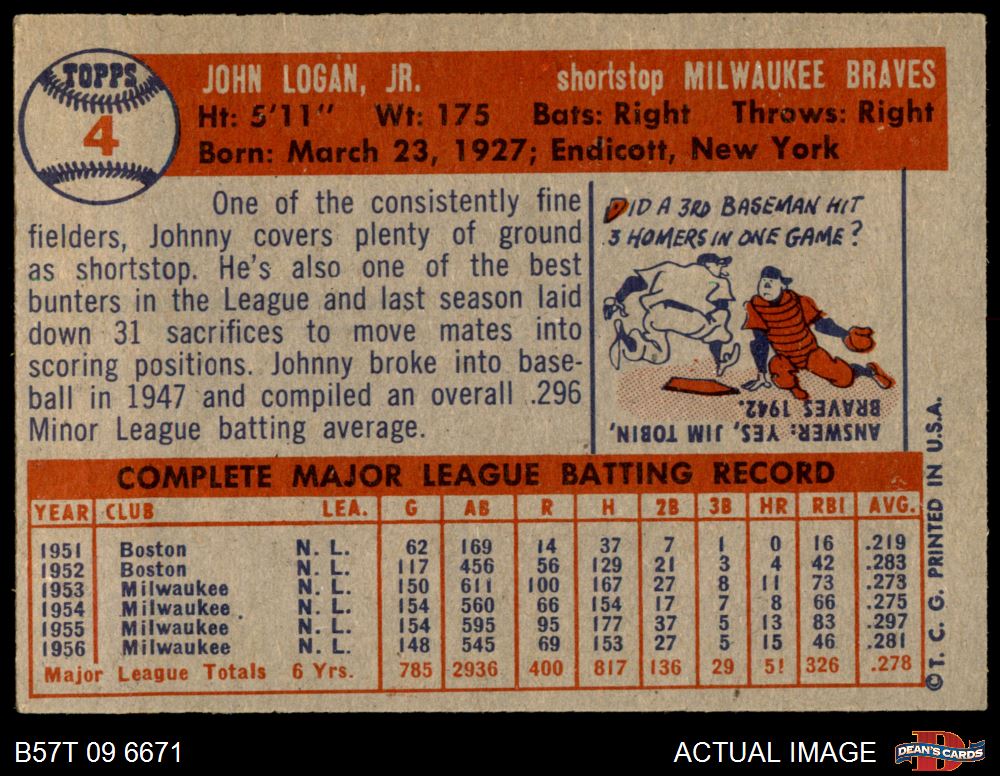 TOPPS
4
JOHN LOGAN, JR. shortstop MILWAUKEE BRAVES
Ht: 5'11" Wt: 175 Bats: Right Throws: Right
Born: March 23, 1927; Endicott, New York
One of the consistently fine
fielders, Johnny covers plenty of ground
as shortstop. He's also one of the best
bunters in the League and last season laid
down 31 sacrifices to move mates into
scoring positions. Johnny broke into base-
ball in 1947 and compiled an overall .296
Minor League batting average.
DID A 3RD BASEMAN HIT
3 HOMERS IN ONE GAME?
ANSWER: YES, JIM TOBIN,
BRAVES 1942.
COMPLETE MAJOR LEAGUE BATTING RECORD
YEAR CLUB LEA. G AB R H 2B 3B HR RBI AVG.
1951 Boston N. L. 62 169 14 37 7 1 0 16 .219
1952 Boston N. L. 117 456 56 129 21 3 4 42 .283
1953 Milwaukee N. L. 150 611 100 167 27 8 11 73 .273
1954 Milwaukee N. L. 154 560 66 154 17 7 8 66 .275
1955 Milwaukee N. L. 154 595 95 177 37 5 13 83 .297
1956 Milwaukee N. L. 148 545 69 153 27 5 15 46 .281
Major League Totals 6 Yrs. 785 2936 400 817 136 29 51 326 .278
©T. C. G. PRINTED IN U.S.A.
B57T 09 6671
ACTUAL IMAGE
DEAN'S CARDS